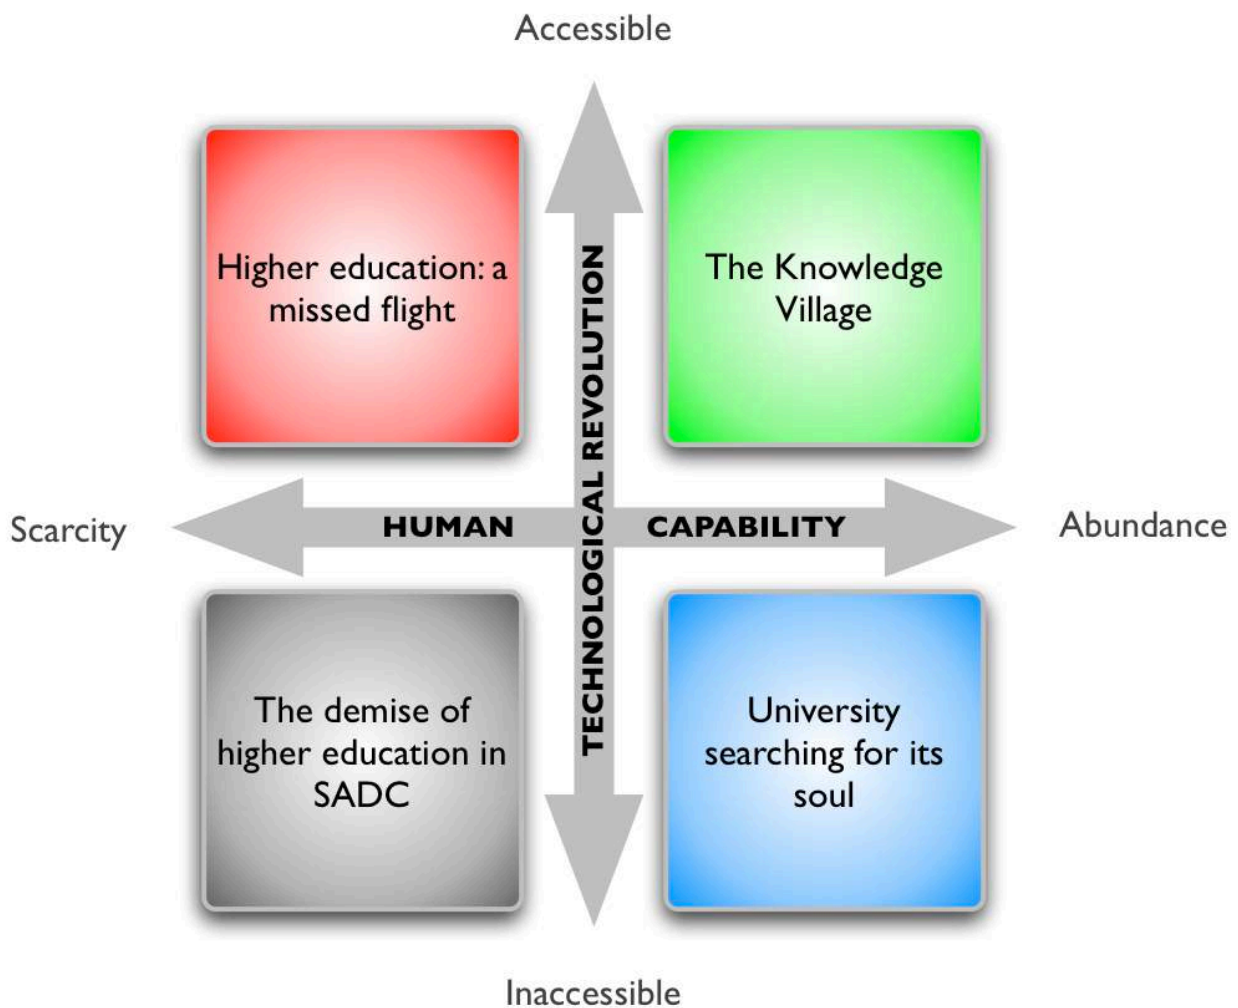 Accessible
Higher education: a
missed flight
The Knowledge
Village
TECHNOLOGICAL REVOLUTION
Scarcity
HUMAN CAPABILITY
Abundance
The demise of
higher education in
SADC
University
searching for its
soul
Inaccessible